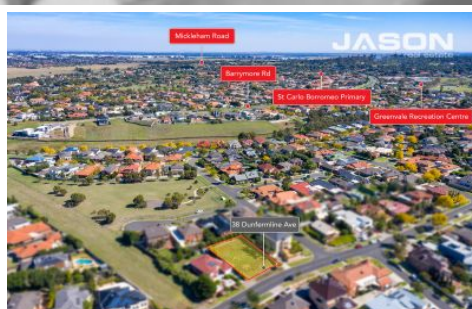 Mickleham Road
JASON
Barrymore Rd
St Carlo Borromeo Primary
Greenvale Recreation Centre
38 Dunfermline Ave